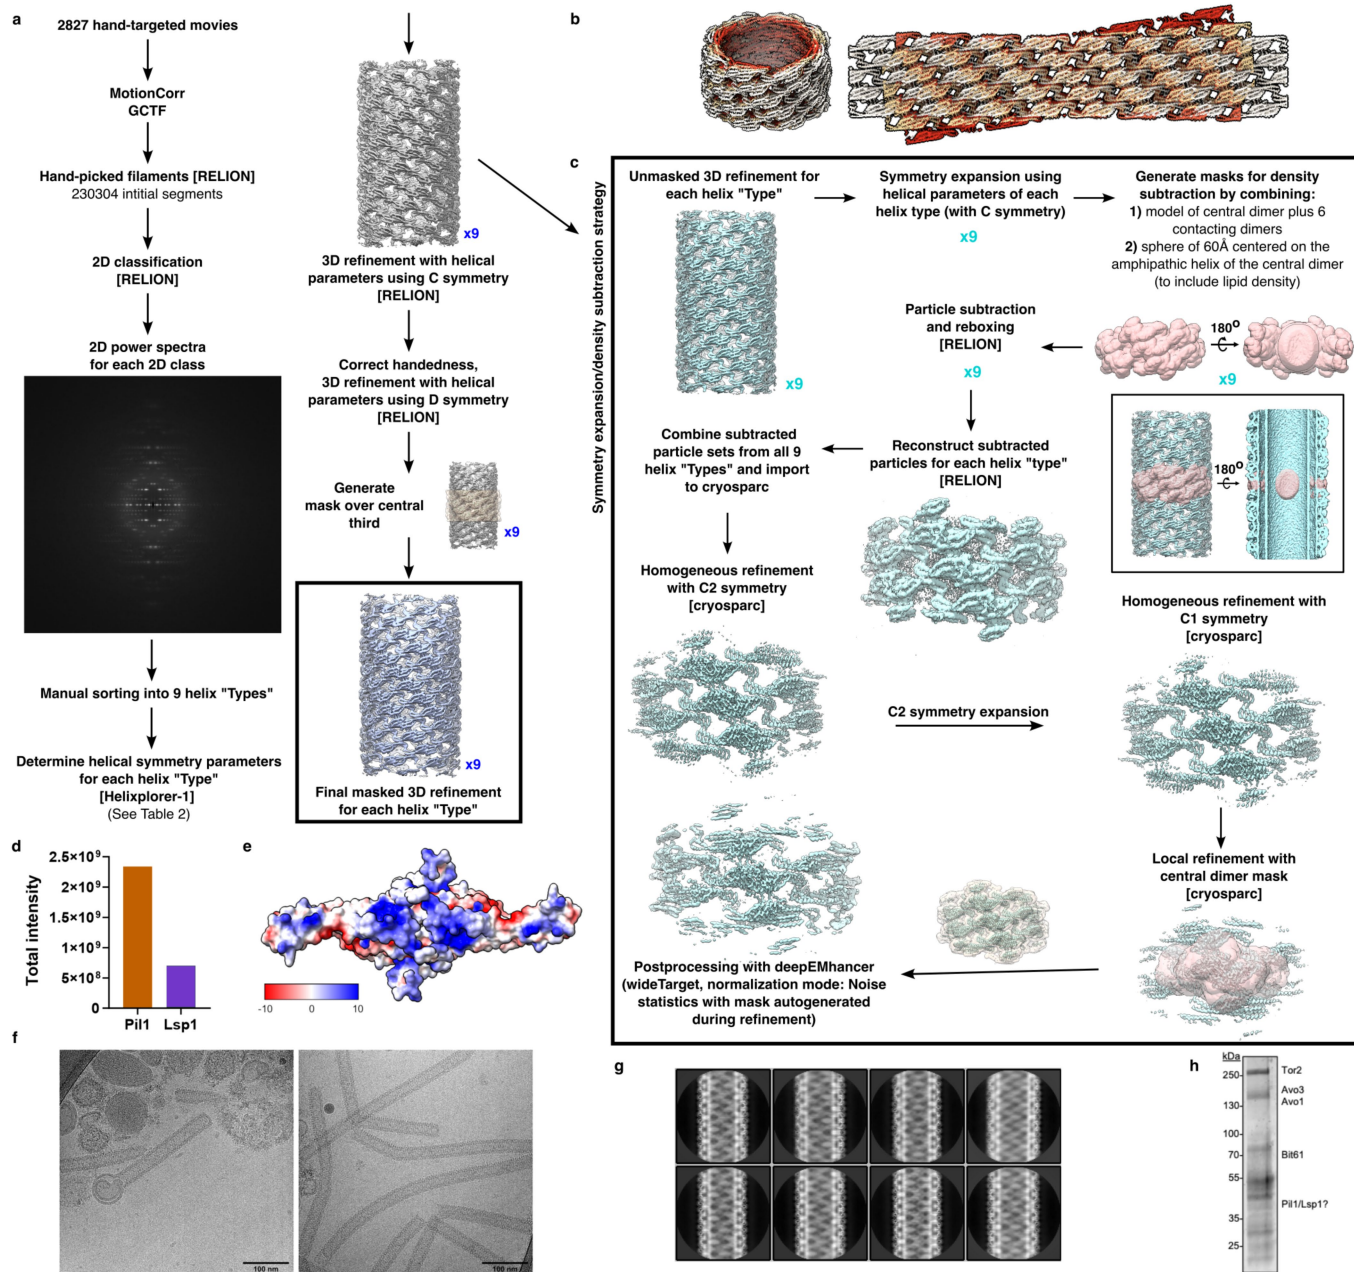 a
2827 hand-targeted movies
MotionCorr
GCTF
Hand-picked filaments [RELION]
230304 intitial segments
2D classification
[RELION]
2D power spectra
for each 2D class
Manual sorting into 9 helix "Types"
Determine helical symmetry parameters
for each helix "Type"
[Helixplorer-1]
(See Table 2)
x9
3D refinement with helical
parameters using C symmetry
[RELION]
Correct handedness,
3D refinement with helical
parameters using D symmetry
[RELION]
Generate
mask over central
third
x9
x9
Final masked 3D refinement
for each helix "Type"
b
Symmetry expansion/density subtraction strategy
c
Unmasked 3D refinement for
each helix "Type"
x9
Symmetry expansion using
helical parameters of each
helix type (with C symmetry)
x9
Generate masks for density
subtraction by combining:
1) model of central dimer plus 6
contacting dimers
2) sphere of 60Å centered on the
amphipathic helix of the central dimer
(to include lipid density)
180°
x9
180°
Particle subtraction
and reboxing
[RELION]
x9
Reconstruct subtracted
particles for each helix "type"
[RELION]
Combine subtracted
particle sets from all 9
helix "Types" and import
to cryosparc
Homogeneous refinement
with C2 symmetry
[cryosparc]
C2 symmetry expansion
Homogeneous refinement with
C1 symmetry
[cryosparc]
Local refinement with
central dimer mask
[cryosparc]
Postprocessing with deepEMhancer
(wideTarget, normalization mode: Noise
statistics with mask autogenerated
during refinement)
d
Total intensity
2.5×10⁹
2×10⁹
1.5×10⁹
1×10⁹
5×10⁸
0
Pil1 Lsp1
e
-10 0 10
f
100 nm
100 nm
g
h
kDa
250
130
100
70
55
35
25
Tor2
Avo3
Avo1
Bit61
Pil1/Lsp1?